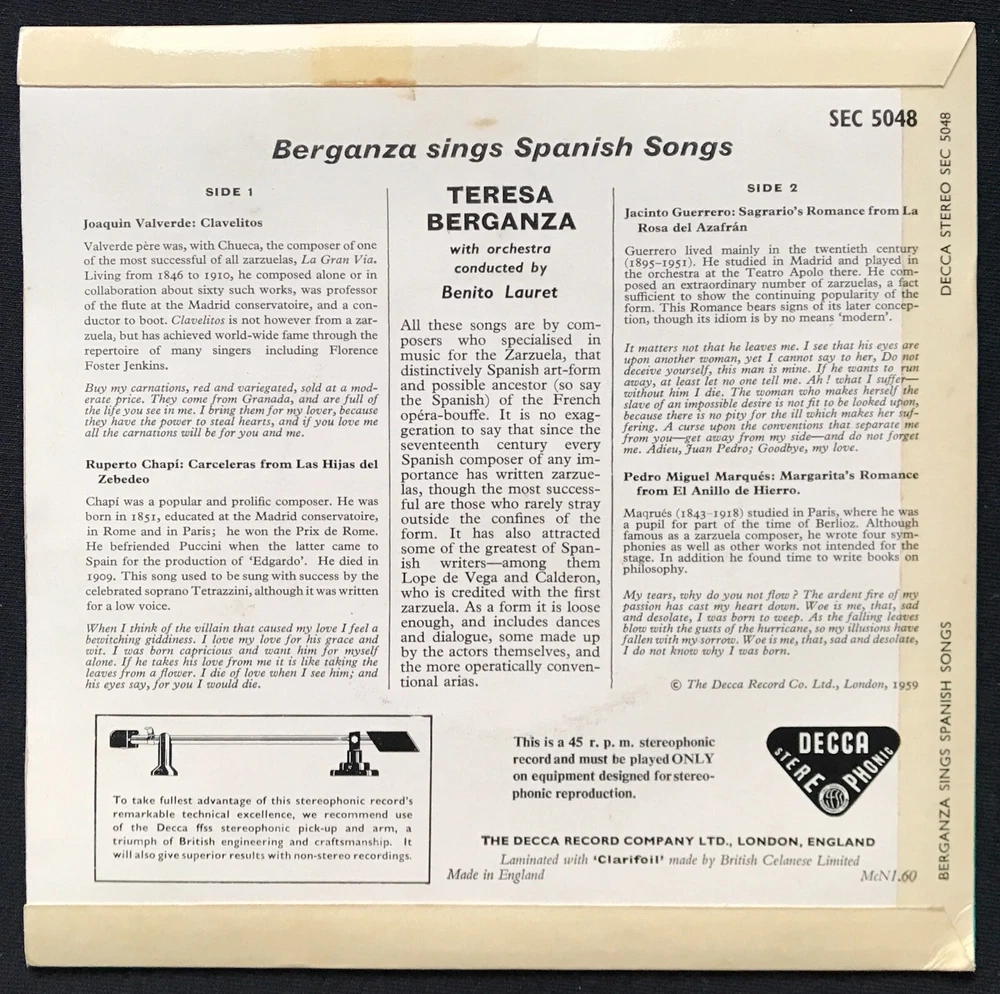 SEC 5048
Berganza sings Spanish Songs
SIDE 1
Joaquin Valverde: Clavelitos
Valverde père was, with Chueca, the composer of one
of the most successful of all zarzuelas, La Gran Via.
Living from 1846 to 1910, he composed alone or in
collaboration about sixty such works, was professor
of the flute at the Madrid conservatoire, and a con-
ductor to boot. Clavelitos is not however from a zar-
zuela, but has achieved world-wide fame through the
repertoire of many singers including Florence
Foster Jenkins.
Buy my carnations, red and variegated, sold at a mod-
erate price. They come from Granada, and are full of
the life you see in me. I bring them for my lover, because
they have the power to steal hearts, and if you love me
all the carnations will be for you and me.
Ruperto Chapí: Carceleras from Las Hijas del
Zebedeo
Chapí was a popular and prolific composer. He was
born in 1851, educated at the Madrid conservatoire,
in Rome and in Paris; he won the Prix de Rome.
He befriended Puccini when the latter came to
Spain for the production of 'Edgardo'. He died in
1909. This song used to be sung with success by the
celebrated soprano Tetrazzini, although it was written
for a low voice.
When I think of the villain that caused my love I feel a
bewitching giddiness. I love my love for his grace and
wit. I was born capricious and want him for myself
alone. If he takes his love from me it is like taking the
leaves from a flower. I die of love when I see him; and
his eyes say, for you I would die.
TERESA
BERGANZA
with orchestra
conducted by
Benito Lauret
All these songs are by com-
posers who specialised in
music for the Zarzuela, that
distinctively Spanish art-form
and possible ancestor (so say
the Spanish) of the French
opéra-bouffe. It is no exag-
geration to say that since the
seventeenth century every
Spanish composer of any im-
portance has written zarzue-
las, though the most success-
ful are those who rarely stray
outside the confines of the
form. It has also attracted
some of the greatest of Span-
ish writers—among them
Lope de Vega and Calderon,
who is credited with the first
zarzuela. As a form it is loose
enough, and includes dances
and dialogue, some made up
by the actors themselves, and
the more operatically conven-
tional arias.
SIDE 2
Jacinto Guerrero: Sagrario's Romance from La
Rosa del Azafrán
Guerrero lived mainly in the twentieth century
(1895-1951). He studied in Madrid and played in
the orchestra at the Teatro Apolo there. He com-
posed an extraordinary number of zarzuelas, a fact
sufficient to show the continuing popularity of the
form. This Romance bears signs of its later concep-
tion, though its idiom is by no means 'modern'.
It matters not that he leaves me. I see that his eyes are
upon another woman, yet I cannot say to her, Do not
deceive yourself, this man is mine. If he wants to run
away, at least let no one tell me. Ah! what I suffer—
without him I die. The woman who makes herself the
slave of an impossible desire is not fit to be looked upon,
because there is no pity for the ill which makes her suf-
fering. A curse upon the conventions that separate me
from you—get away from my side—and do not forget
me. Adieu, Juan Pedro; Goodbye, my love.
Pedro Miguel Marqués: Margarita's Romance
from El Anillo de Hierro.
Maqrués (1843-1918) studied in Paris, where he was
a pupil for part of the time of Berlioz. Although
famous as a zarzuela composer, he wrote four sym-
phonies as well as other works not intended for the
stage. In addition he found time to write books on
philosophy.
My tears, why do you not flow? The ardent fire of my
passion has cast my heart down. Woe is me, that, sad
and desolate, I was born to weep. As the falling leaves
blow with the gusts of the hurricane, so my illusions have
fallen with my sorrow. Woe is me, that, sad and desolate,
I do not know why I was born.
© The Decca Record Co. Ltd., London, 1959
To take fullest advantage of this stereophonic record's
remarkable technical excellence, we recommend use
of the Decca ffss stereophonic pick-up and arm, a
triumph of British engineering and craftsmanship. It
will also give superior results with non-stereo recordings.
This is a 45 r. p. m. stereophonic
record and must be played ONLY
on equipment designed for stereo-
phonic reproduction.
DECCA
STEREOPHONIC
ffss
THE DECCA RECORD COMPANY LTD., LONDON, ENGLAND
Laminated with 'Clarifoil' made by British Celanese Limited
Made in England
McN1.60
DECCA STEREO SEC 5048
BERGANZA SINGS SPANISH SONGS